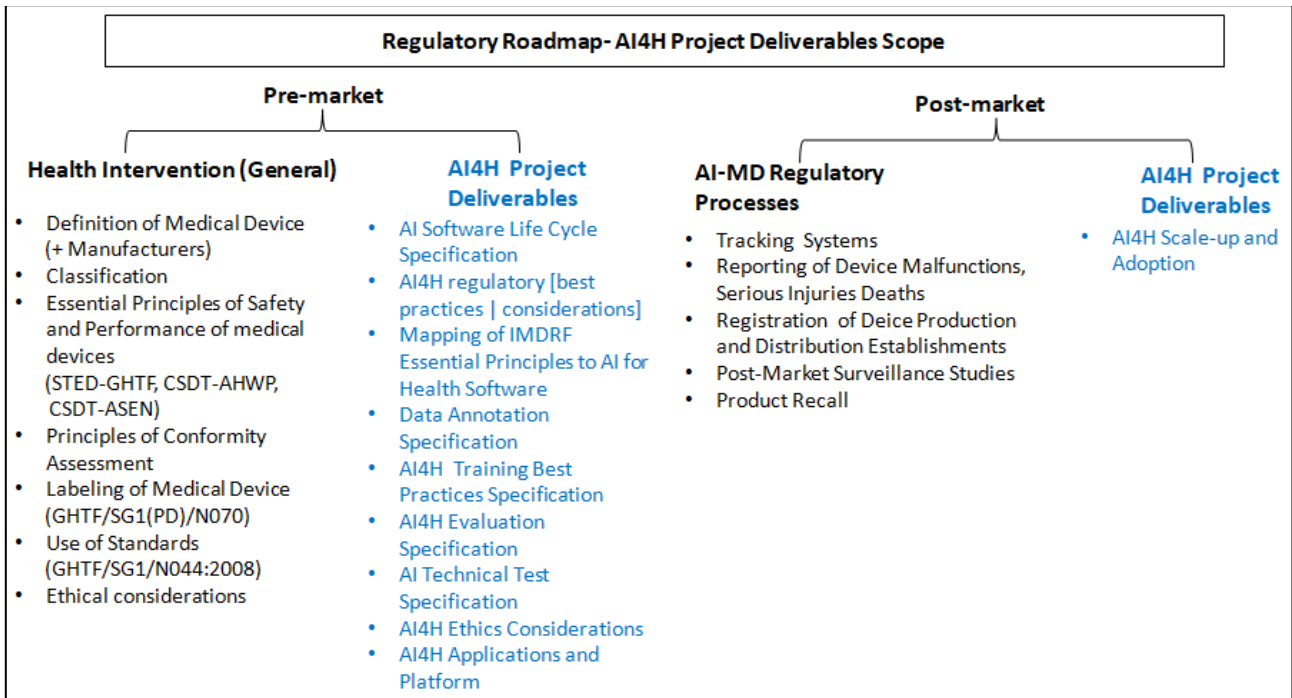 Regulatory Roadmap- AI4H Project Deliverables Scope
Pre-market
Health Intervention (General)
• Definition of Medical Device
(+ Manufacturers)
• Classification
• Essential Principles of Safety
and Performance of medical
devices
(STED-GHTF, CSDT-AHWP,
CSDT-ASEN)
• Principles of Conformity
Assessment
• Labeling of Medical Device
(GHTF/SG1(PD)/N070)
• Use of Standards
(GHTF/SG1/N044:2008)
• Ethical considerations
AI4H Project
Deliverables
• AI Software Life Cycle
Specification
• AI4H regulatory [best
practices | considerations]
• Mapping of IMDRF
Essential Principles to AI for
Health Software
• Data Annotation
Specification
• AI4H Training Best
Practices Specification
• AI4H Evaluation
Specification
• AI Technical Test
Specification
• AI4H Ethics Considerations
• AI4H Applications and
Platform
Post-market
AI-MD Regulatory
Processes
• Tracking Systems
• Reporting of Device Malfunctions,
Serious Injuries Deaths
• Registration of Deice Production
and Distribution Establishments
• Post-Market Surveillance Studies
• Product Recall
AI4H Project
Deliverables
• AI4H Scale-up and
Adoption